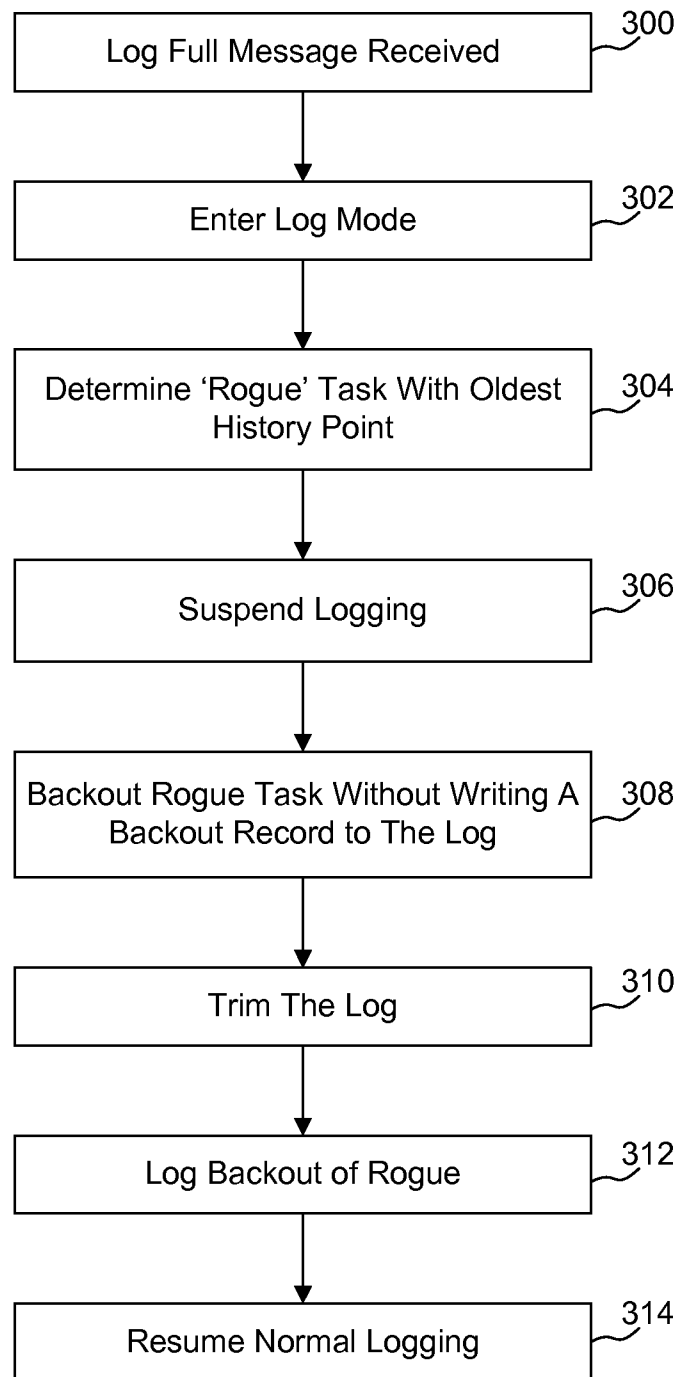 300
Log Full Message Received
302
Enter Log Mode
Determine ‘Rogue’ Task With Oldest
History Point
304
Suspend Logging
306
Backout Rogue Task Without Writing A
Backout Record to The Log
308
Trim The Log
310
Log Backout of Rogue
312
Resume Normal Logging
314